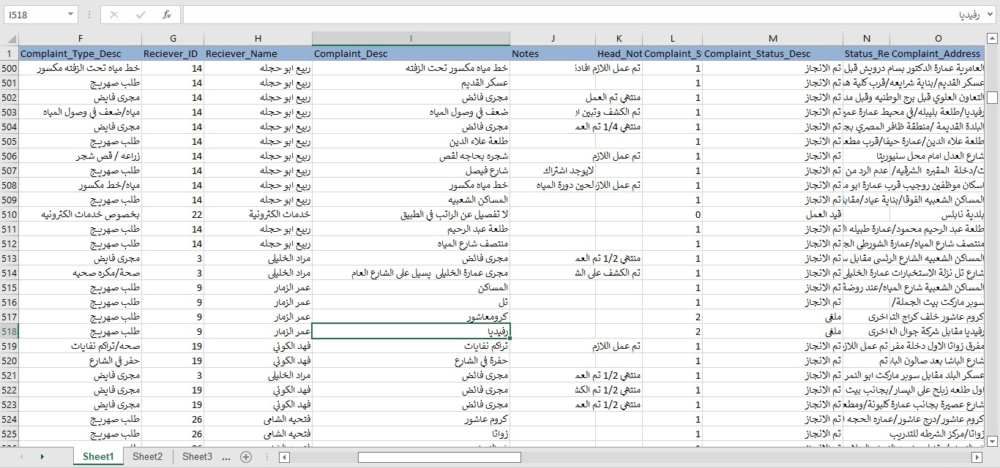 I518 fx رفيديا
F G H I J K L M N O
1 Complaint_Type_Desc Reciever_ID Reciever_Name Complaint_Desc Notes Head_Not Complaint_S Complaint_Status_Desc Status_Re Complaint_Address
500 خط مياه تحت الزفته مكسور 14 ربيع ابو حجله خط مياه مكسور تحت الزفته تم عمل اللازم افادة 1 تم الانجاز العامرية عمارة الدكتور بسام درويش قبل
501 طلب صهريج 14 ربيع ابو حجله عسكر القديم 1 تم الانجاز عسكر القديم/بناية شرايعه/قرب كلية هد
502 مجرى فايض 14 ربيع ابو حجله مجرى فائض منتهي تم العمل 1 تم الانجاز التعاون العلوي قبل برج الوطنيه وقبل مد
503 مياه/ضعف في وصول المياه 14 ربيع ابو حجله ضعف في وصول المياه تم الكشف وتبين ار 1 تم الانجاز رفيديا/طلعة بليبله/في محيط عمارة عمي
504 مجرى فايض 14 ربيع ابو حجله مجرى فائض منتهي 1/4 تم العم 1 تم الانجاز البلدة القديمة /منطقة ظافر المصري بج
505 طلب صهريج 14 ربيع ابو حجله طلعة علاء الدين 1 تم الانجاز طلعة علاء الدين/عمارة حيفا/قرب مطع
506 زراعه / قص شجر 14 ربيع ابو حجله شجره بحاجه لقص تم عمل اللازم 1 تم الانجاز شارع العدل امام محل سنيوريتا
507 طلب صهريج 14 ربيع ابو حجله شارع فيصل لايوجد اشتراك 1 تم الانجاز عدم الرد من ت/دخلة المقبره الشرقيه/
508 مياه/خط مكسور 14 ربيع ابو حجله خط مياه مكسور لحين دورة المياه تم عمل اللاز 1 تم الانجاز اسكان موظفين روجيب قرب عمارة ابو م
509 طلب صهريج 14 ربيع ابو حجله المساكن الشعبيه 1 تم الانجاز المساكن الشعبيه الفوقا/بناية عياد/مقابل
510 بخصوص خدمات الكترونيه 22 خدمات الكترونية لا تفصيل عن الراتب في الطبيق 0 قيد العمل بلدية نابلس
511 طلب صهريج 14 ربيع ابو حجله طلعة عبد الرحيم 1 تم الانجاز طلعة عبد الرحيم محمود/عمارة طبيله ا
512 طلب صهريج 14 ربيع ابو حجله منتصف شارع المياه 1 تم الانجاز منتصف شارع المياه/عمارة الشورطى الج
513 مجرى فايض 3 مراد الخليلي مجرى فائض منتهي 1/2 تم العم 1 تم الانجاز المساكن الشعبيه الشارع الرئسي مقابل س
514 صحة/مكره صحيه 3 مراد الخليلي مجرى عمارة الخليلي يسيل على الشارع العام تم الكشف على الش 1 تم الانجاز شارع تل نزلة الاستخبارات عمارة الخليلي
515 طلب صهريج 9 عمر الزمار المساكن 1 تم الانجاز المساكن الشعبية شارع المياه/عند روضة
516 طلب صهريج 9 عمر الزمار تل 1 تم الانجاز سوبر ماركت بيت الجملة/
517 طلب صهريج 9 عمر الزمار كرومعاشور 2 ملغى اخرى كروم عاشور خلف كراج الت
518 طلب صهريج 9 عمر الزمار رفيديا 2 ملغى اخرى رفيديا مقابل شركة جوال ال
519 صحه/تراكم نفايات 19 فهد الكوني تراكم نفايات تم عمل اللازم 1 تم الانجاز تم عمل اللاز مفرق زواتا الاول دخلة مفر
520 حفر في الشارع 19 فهد الكوني حفرة في الشارع 1 تم الانجاز تم شارع الباشا بعد صالون البا
521 مجرى فايض 3 مراد الخليلي مجرى فائض منتهي 1/2 تم العم 1 تم الانجاز عسكر البلد مقابل سوبر ماركت ابو النمر
522 مجرى فايض 19 فهد الكوني مجرى فائض منتهي 1/2 تم الكش 1 تم الانجاز اول طلعه زبلح على اليسار/بجانب بيت
523 مجرى فايض 19 فهد الكوني مجرى فائض منتهي 1/2 تم العم 1 تم الانجاز شارع عصيرة بجانب عمارة كلبونة/ومطع
524 طلب صهريج 26 فتحيه الشامي كروم عاشور 1 تم الانجاز كروم عاشور/درج عاشور/عماره الحجه
525 طلب صهريج 26 فتحيه الشامي زواتا 1 تم الانجاز زواتا/مركز الشرطه للتدريب
Sheet1 Sheet2 Sheet3 ...